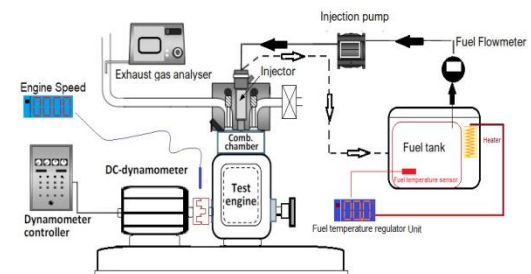 Injection pump
Fuel Flowmeter
Exhaust gas analyser
Injector
Engine Speed
Comb.
chamber
Fuel tank
Heater
DC-dynamometer
Test
engine
Fuel temperature sensor
Dynamometer
controller
Fuel temperature regulator Unit